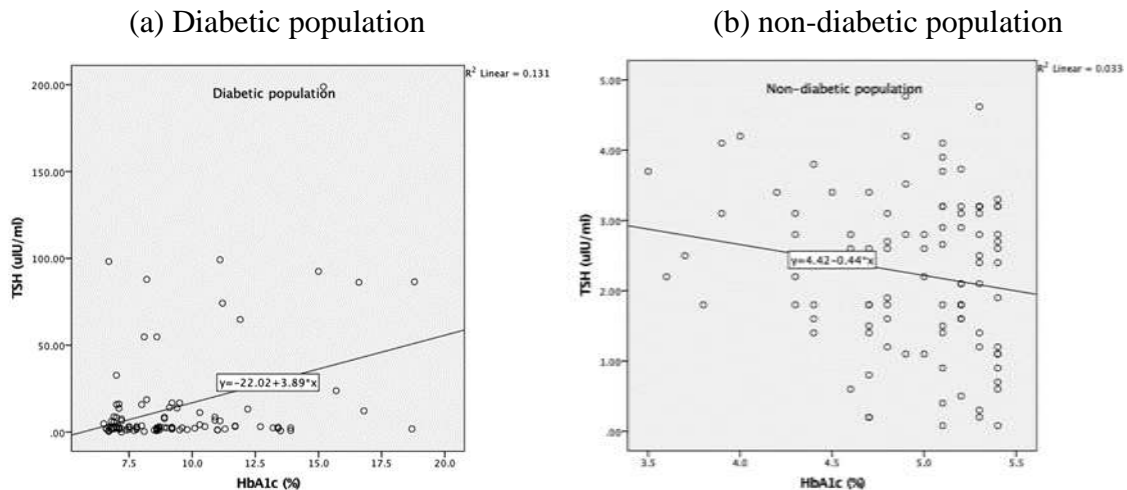 (a) Diabetic population
(b) non-diabetic population
R² Linear = 0.131
Diabetic population
200.00
150.00
100.00
50.00
.00
TSH (uIU/ml)
y=-22.02+3.89*x
7.5
10.0
12.5
15.0
17.5
20.0
HbA1c (%)
R² Linear = 0.033
Non-diabetic population
5.00
4.00
3.00
2.00
1.00
.00
TSH (uIU/ml)
y=4.42-0.44*x
3.5
4.0
4.5
5.0
5.5
HbA1c (%)